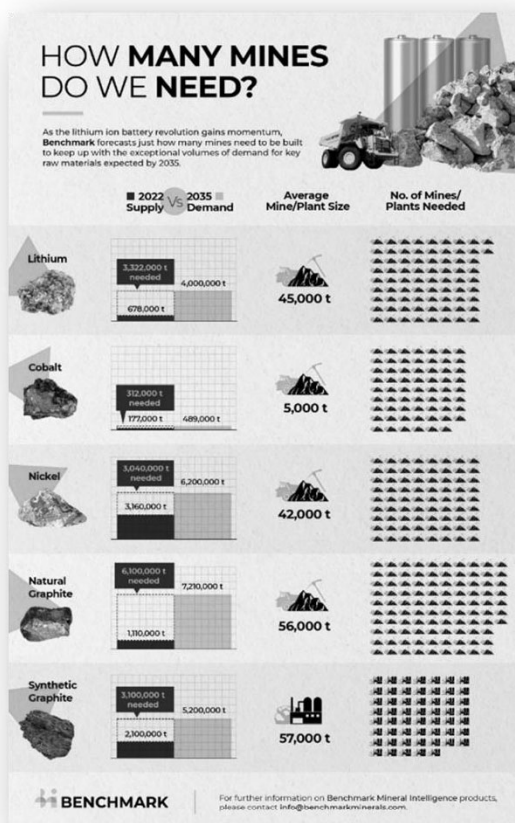 HOW MANY MINES
DO WE NEED?
As the lithium ion battery revolution gains momentum,
Benchmark forecasts just how many mines need to be built
to keep up with the exceptional volumes of demand for key
raw materials expected by 2035.
2022 Supply Vs 2035 Demand
Average
Mine/Plant Size
No. of Mines/
Plants Needed
Lithium
3,322,000 t
needed
4,000,000 t
678,000 t
45,000 t
Cobalt
312,000 t
needed
177,000 t
489,000 t
5,000 t
Nickel
3,040,000 t
needed
6,200,000 t
3,160,000 t
42,000 t
Natural
Graphite
6,100,000 t
needed
7,210,000 t
1,110,000 t
56,000 t
Synthetic
Graphite
3,100,000 t
needed
5,200,000 t
2,100,000 t
57,000 t
BENCHMARK
For further information on Benchmark Mineral Intelligence products,
please contact info@benchmarkminerals.com.